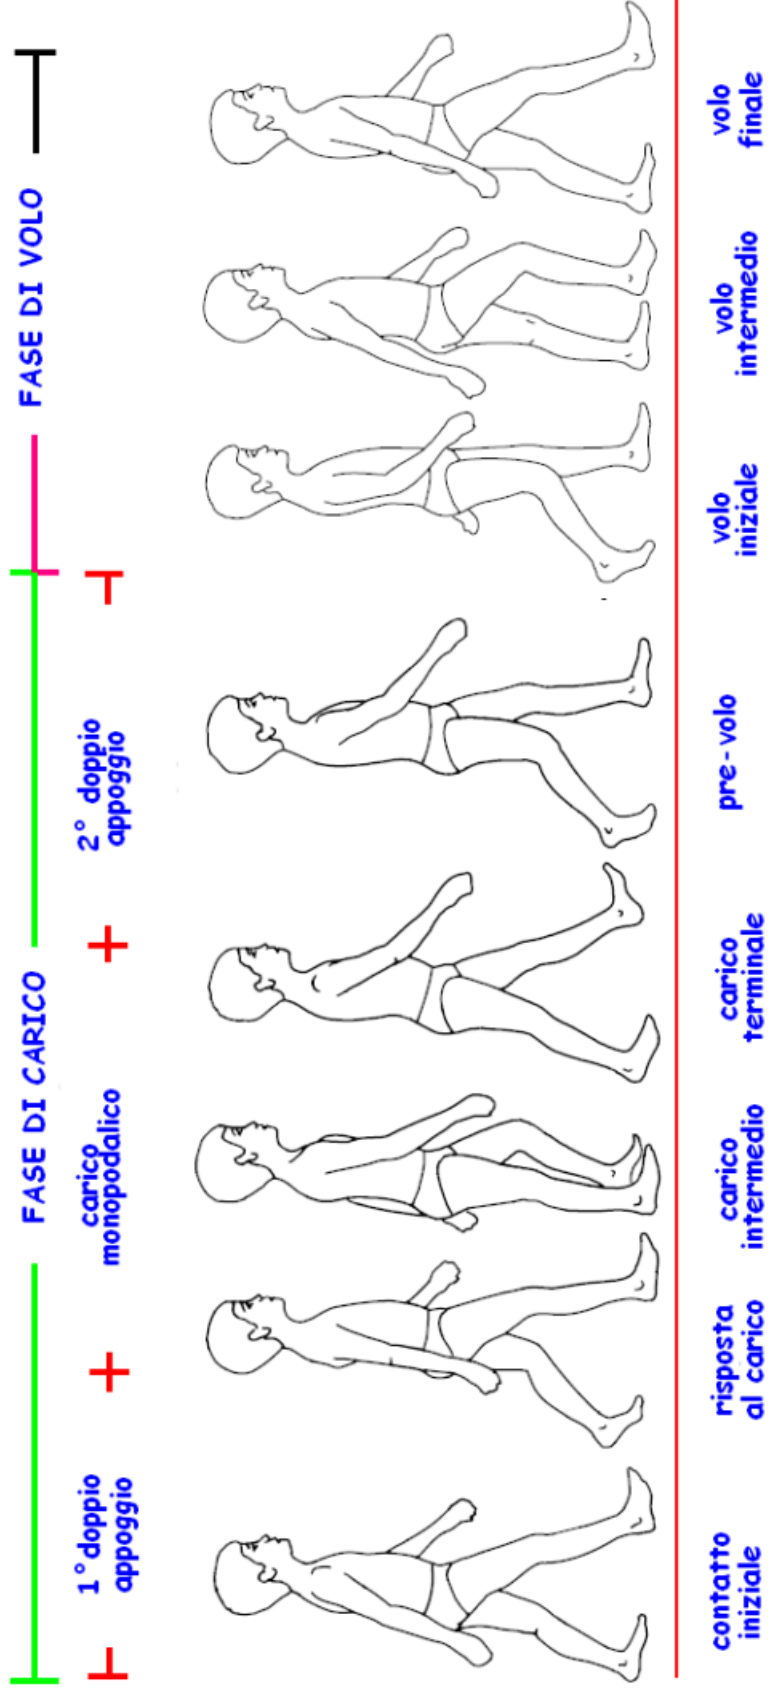 FASE DI CARICO
FASE DI VOLO
1° doppio
appoggio
carico
monopodalico
2° doppio
appoggio
contatto
iniziale
risposta
al carico
carico
intermedio
carico
terminale
pre-volo
volo
iniziale
volo
intermedio
volo
finale